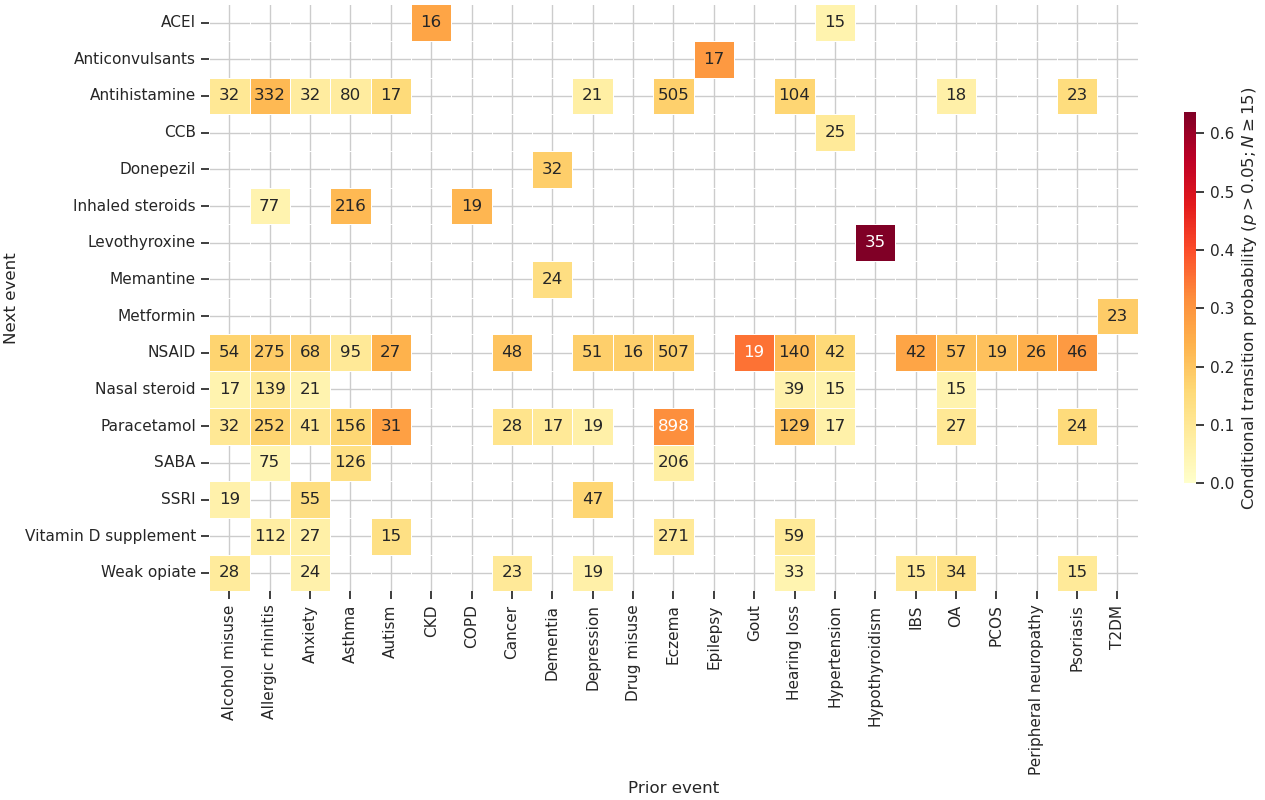 ACEI 16 15
Anticonvulsants 17
Antihistamine 32 332 32 80 17 21 505 104 18 23
CCB 25
Donepezil 32
Inhaled steroids 77 216 19
Levothyroxine 35
Memantine 24
Metformin 23
NSAID 54 275 68 95 27 48 51 16 507 19 140 42 42 57 19 26 46
Nasal steroid 17 139 21 39 15 15
Paracetamol 32 252 41 156 31 28 17 19 898 129 17 27 24
SABA 75 126 206
SSRI 19 55 47
Vitamin D supplement 112 27 15 271 59
Weak opiate 28 24 23 19 33 15 34 15
Next event
Alcohol misuse
Allergic rhinitis
Anxiety
Asthma
Autism
CKD
COPD
Cancer
Dementia
Depression
Drug misuse
Eczema
Epilepsy
Gout
Hearing loss
Hypertension
Hypothyroidism
IBS
OA
PCOS
Peripheral neuropathy
Psoriasis
T2DM
Prior event
0.6
0.5
0.4
0.3
0.2
0.1
0.0
Conditional transition probability (p > 0.05; N ≥ 15)